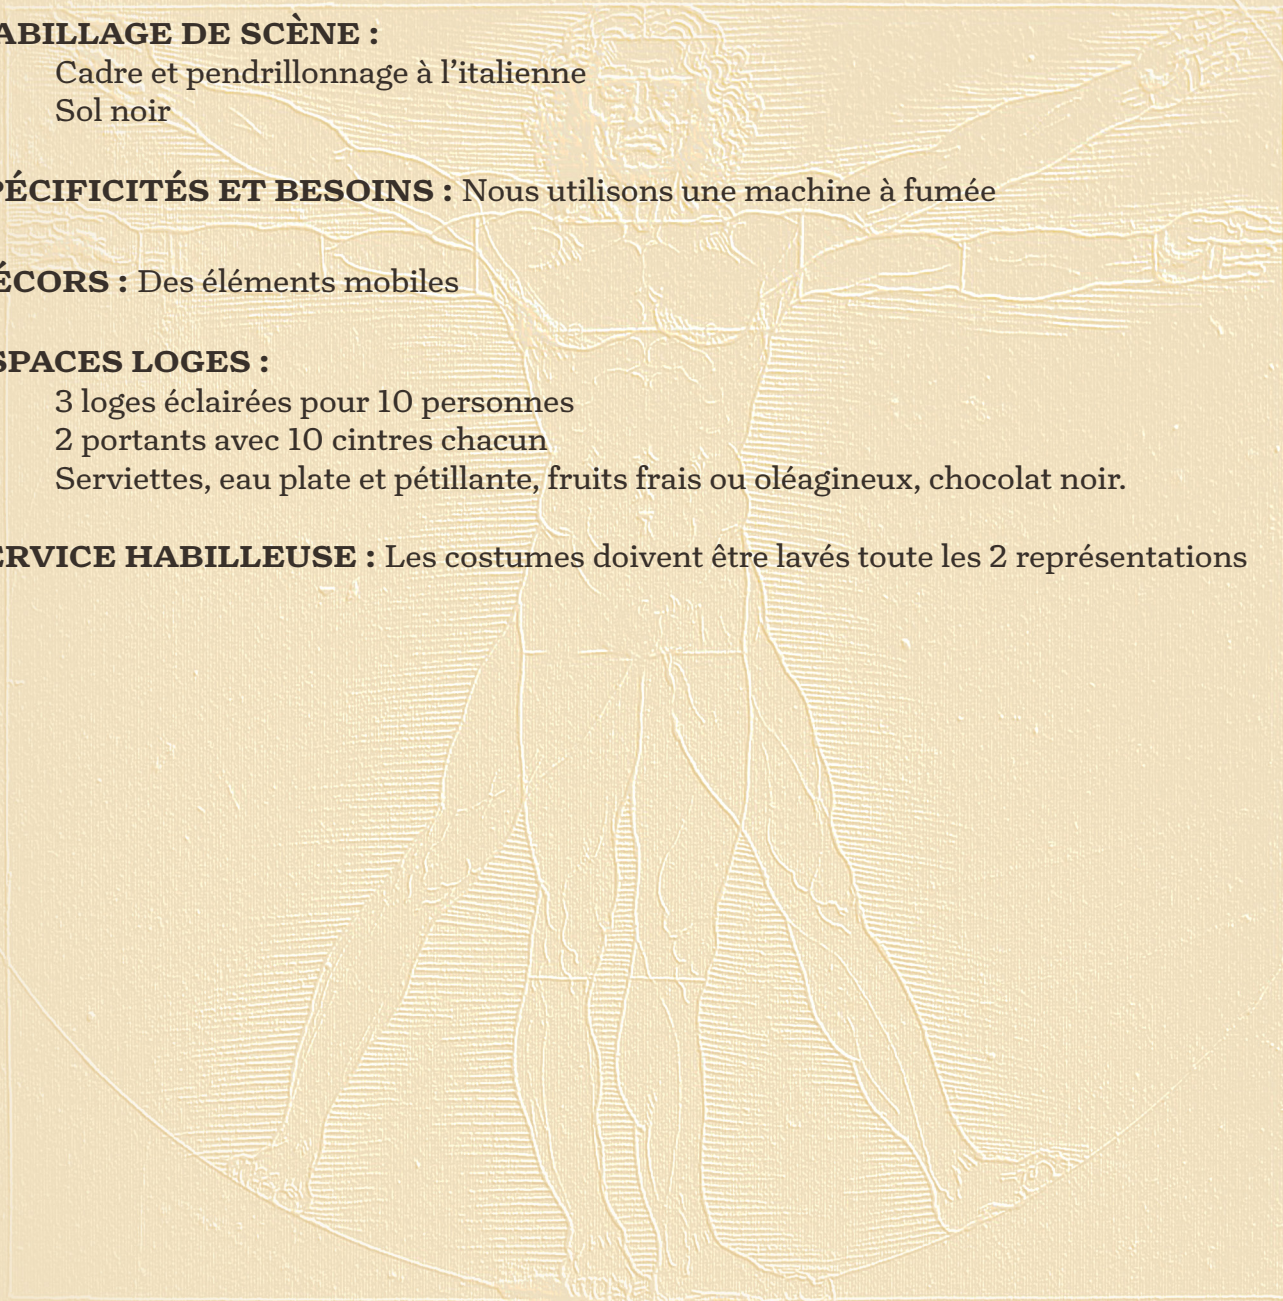 ABILLAGE DE SCÈNE :
Cadre et pendrillonnage à l’italienne
Sol noir
PÉCIFICITÉS ET BESOINS : Nous utilisons une machine à fumée
ÉCORS : Des éléments mobiles
SPACES LOGES :
3 loges éclairées pour 10 personnes
2 portants avec 10 cintres chacun
Serviettes, eau plate et pétillante, fruits frais ou oléagineux, chocolat noir.
ERVICE HABILLEUSE : Les costumes doivent être lavés toute les 2 représentations